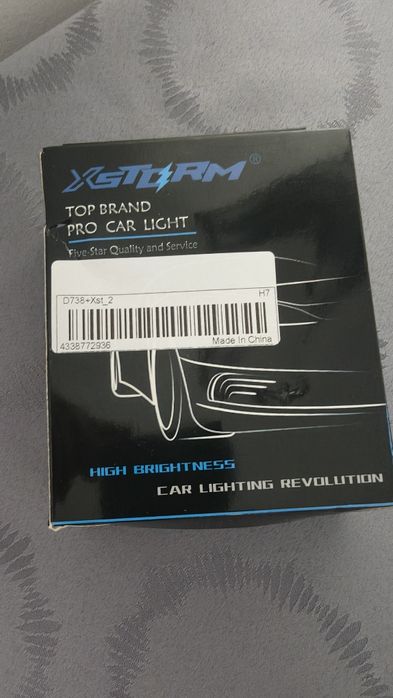 XSTORM®
TOP BRAND
PRO CAR LIGHT
Five-Star Quality and Service
D738+Xst_2 H7
4338772936 Made In China
HIGH BRIGHTNESS
CAR LIGHTING REVOLUTION